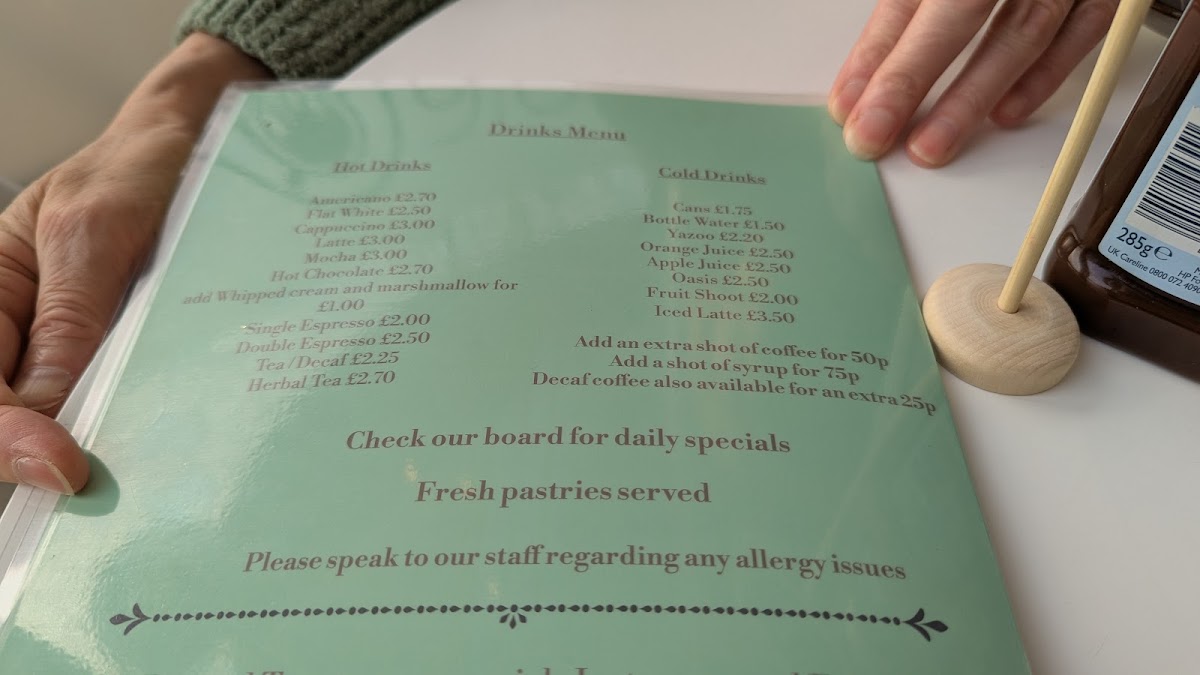 Drinks Menu
Hot Drinks
Americano £2.70
Flat White £2.50
Cappuccino £3.00
Latte £3.00
Mocha £3.00
Hot Chocolate £2.70
add Whipped cream and marshmallow for
£1.00
Single Espresso £2.00
Double Espresso £2.50
Tea / Decaf £2.25
Herbal Tea £2.70
Cold Drinks
Cans £1.75
Bottle Water £1.50
Yazoo £2.20
Orange Juice £2.50
Apple Juice £2.50
Oasis £2.50
Fruit Shoot £2.00
Iced Latte £3.50
Add an extra shot of coffee for 50p
Add a shot of syrup for 75p
Decaf coffee also available for an extra 25p
Check our board for daily specials
Fresh pastries served
Please speak to our staff regarding any allergy issues
285g e
HP
UK Careline 0800 072 4090